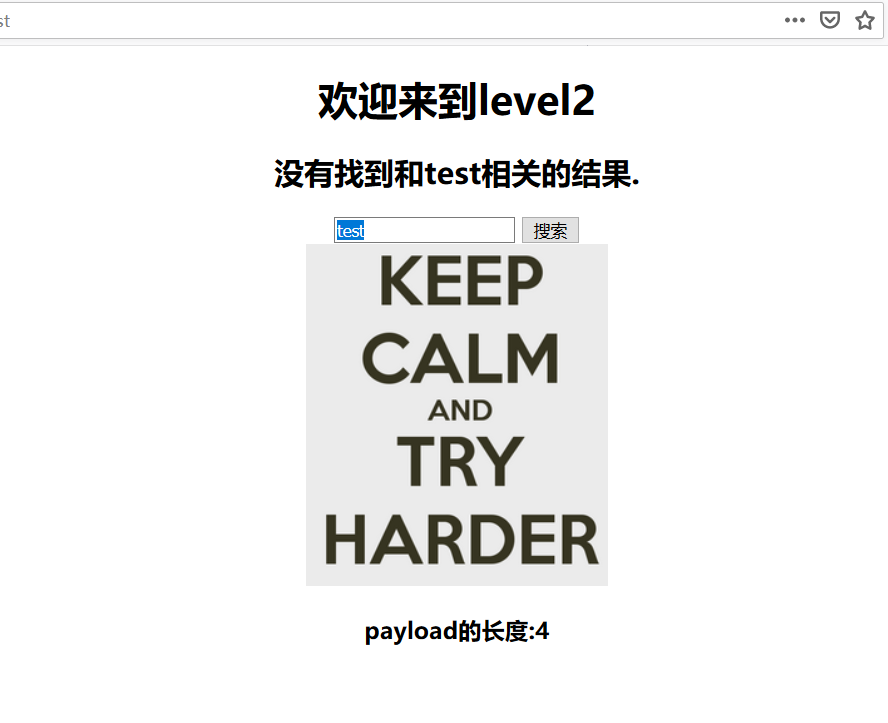 st
欢迎来到level2
没有找到和test相关的结果.
test 搜索
KEEP
CALM
AND
TRY
HARDER
payload的长度:4